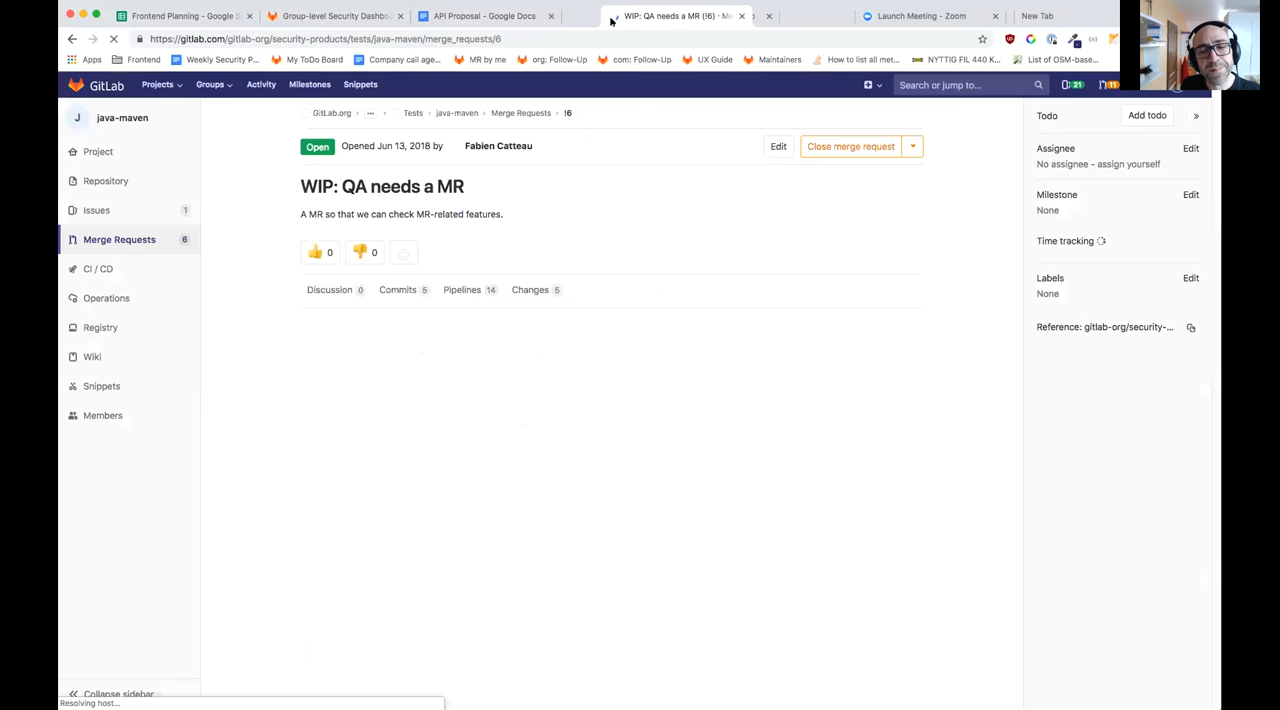 Frontend Planning - Google S
Group-level Security Dashbo
API Proposal - Google Docs
WIP: QA needs a MR (!6) · Me
Launch Meeting - Zoom
New Tab
https://gitlab.com/gitlab-org/security-products/tests/java-maven/merge_requests/6
Apps
Frontend
Weekly Security P...
My ToDo Board
Company call age...
MR by me
org: Follow-Up
com: Follow-Up
UX Guide
Maintainers
How to list all met...
NYTTIG FIL 440 K...
List of OSM-base...
GitLab
Projects
Groups
Activity
Milestones
Snippets
Search or jump to...
21
11
J
java-maven
Project
Repository
Issues
1
Merge Requests
6
CI / CD
Operations
Registry
Wiki
Snippets
Members
Collapse sidebar
Resolving host...
GitLab.org › ... › Tests › java-maven › Merge Requests › !6
Open
Opened Jun 13, 2018 by
Fabien Catteau
Edit
Close merge request
WIP: QA needs a MR
A MR so that we can check MR-related features.
0
0
Discussion 0
Commits 5
Pipelines 14
Changes 5
Todo
Add todo
»
Assignee
Edit
No assignee - assign yourself
Milestone
Edit
None
Time tracking
Labels
Edit
None
Reference: gitlab-org/security-...